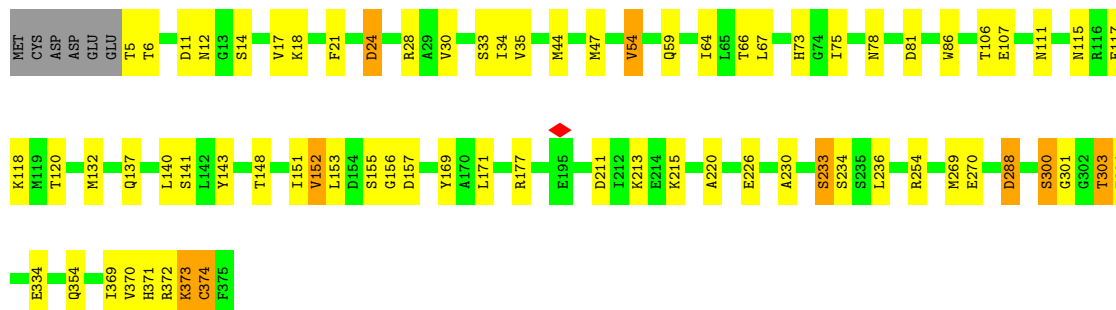 MET CYS ASP ASP GLU GLU T5 T6 D11 N12 G13 S14 V17 K18 F21 D24 R28 A29 V30 S33 I34 V35 M44 M47 V54 Q59 I64 L65 T66 L67 H73 G74 I75 N78 D81 W86 T106 E107 N111 N115 R116
K118 M119 T120 M132 Q137 L140 S141 L142 Y143 T148 I151 V152 L153 D154 S155 G156 D157 Y169 A170 L171 R177 E195 D211 I212 K213 E214 K215 A220 E226 A230 S233 S234 S235 L236 R254 M269 E270 D288 S300 G301 G302 T303
E334 Q354 I369 V370 H371 R372 K373 C374 F375